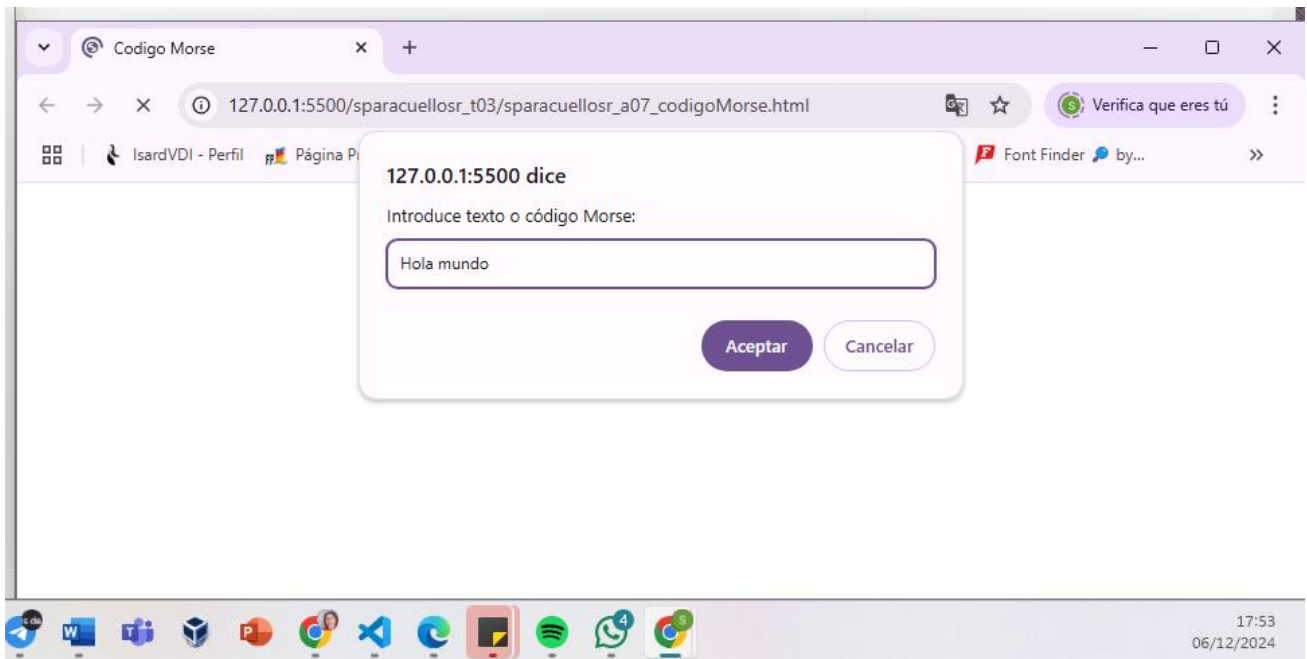 Codigo Morse
127.0.0.1:5500/sparacuellosr_t03/sparacuellosr_a07_codigoMorse.html
S
Verifica que eres tú
IsardVDI - Perfil
Página
Font Finder
by...
127.0.0.1:5500 dice
Introduce texto o código Morse:
Hola mundo
Aceptar
Cancelar
4
S
17:53
06/12/2024